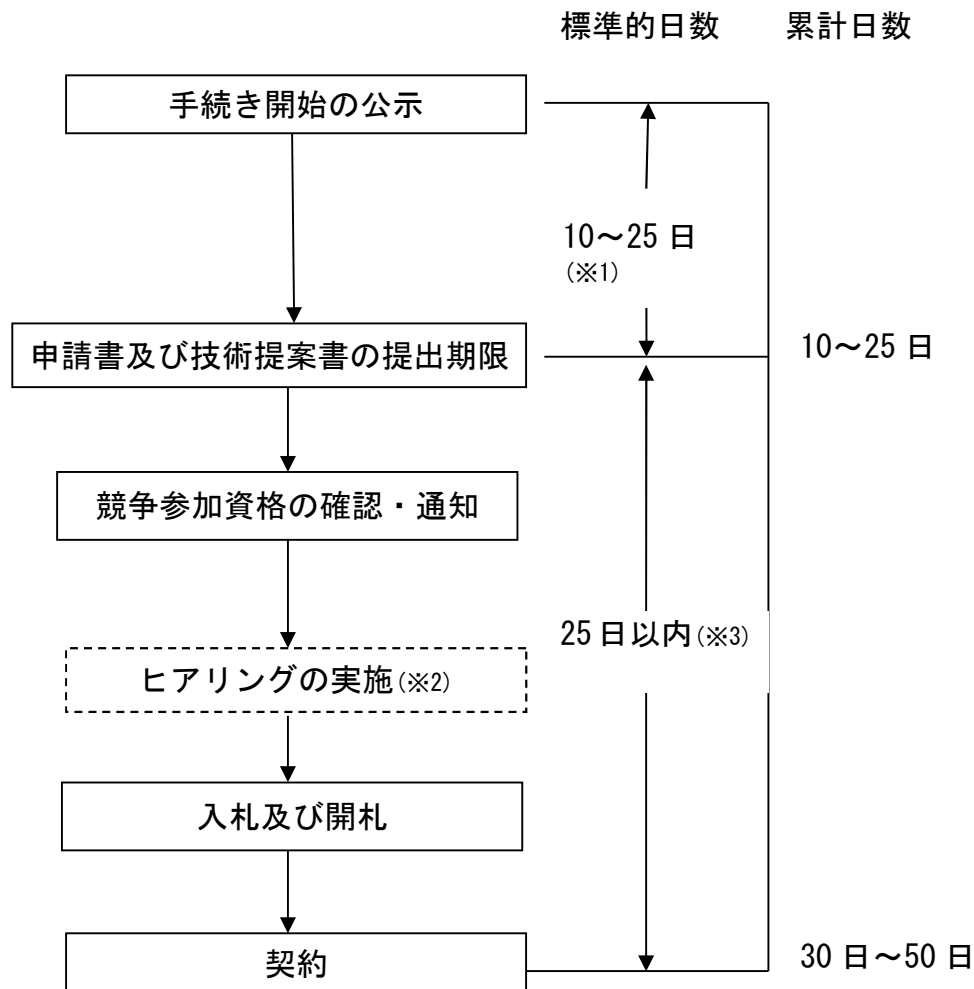 標準的日数 累計日数
手続き開始の公示
10～25 日
(※1)
申請書及び技術提案書の提出期限
10～25 日
競争参加資格の確認・通知
25 日以内(※3)
ヒアリングの実施(※2)
入札及び開札
契約
30 日～50 日